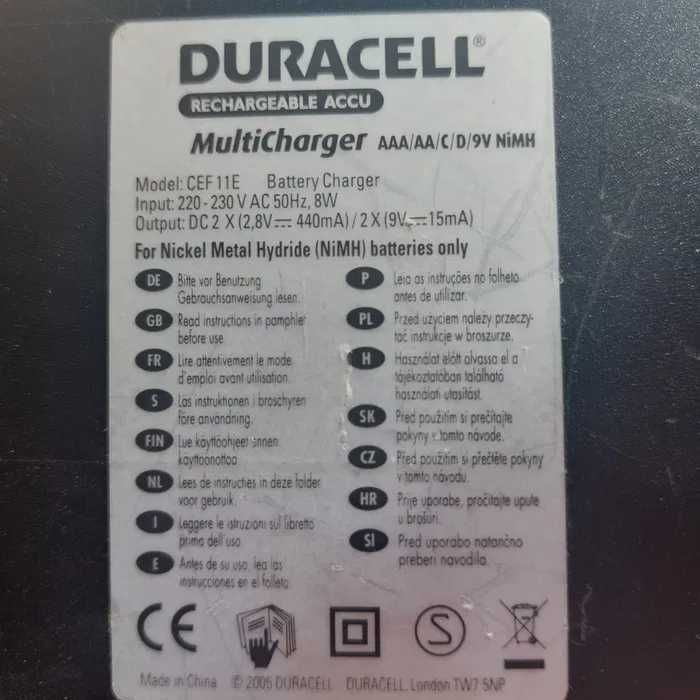 DURACELL®
RECHARGEABLE ACCU
MultiCharger AAA/AA/C/D/9V NiMH
Model: CEF 11E Battery Charger
Input: 220 - 230 V AC 50Hz, 8W
Output: DC 2 X (2,8V⎓ 440mA) / 2 X (9V⎓15mA)
For Nickel Metal Hydride (NiMH) batteries only
DE Bitte vor Benutzung
Gebrauchsanweisung lesen.
GB Read instructions in pamphlet
before use.
FR Lire attentivement le mode
d'emploi avant utilisation.
S Läs instruktionen i broschyren
före användning.
FIN Lue käyttöohjeet ennen
käyttöönottoa
NL Lees de instructies in deze folder
voor gebruik.
I Leggere le istruzioni sul libretto
prima dell'uso.
E Antes de su uso, lea las
instrucciones en el folleto.
P Leia as instruções no folheto
antes de utilizar.
PL Przed użyciem należy przeczy-
tać instrukcje w broszurze.
H Használat előtt olvassa el a
tájékoztatóban található
használati utasítást.
SK Pred použitím si prečítajte
pokyny v tomto návode.
CZ Před použitím si přečtěte pokyny
v tomto návodu.
HR Prije uporabe, pročitajte upute
u brošuri.
SI Pred uporabo natančno
preberi navodila.
CE
S
Made in China © 2005 DURACELL DURACELL, London TW7 5NP